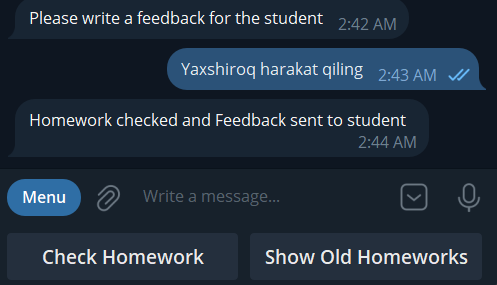 Please write a feedback for the student 2:42 AM
Yaxshiroq harakat qiling 2:43 AM
Homework checked and Feedback sent to student
2:44 AM
Menu Write a message...
Check Homework Show Old Homeworks